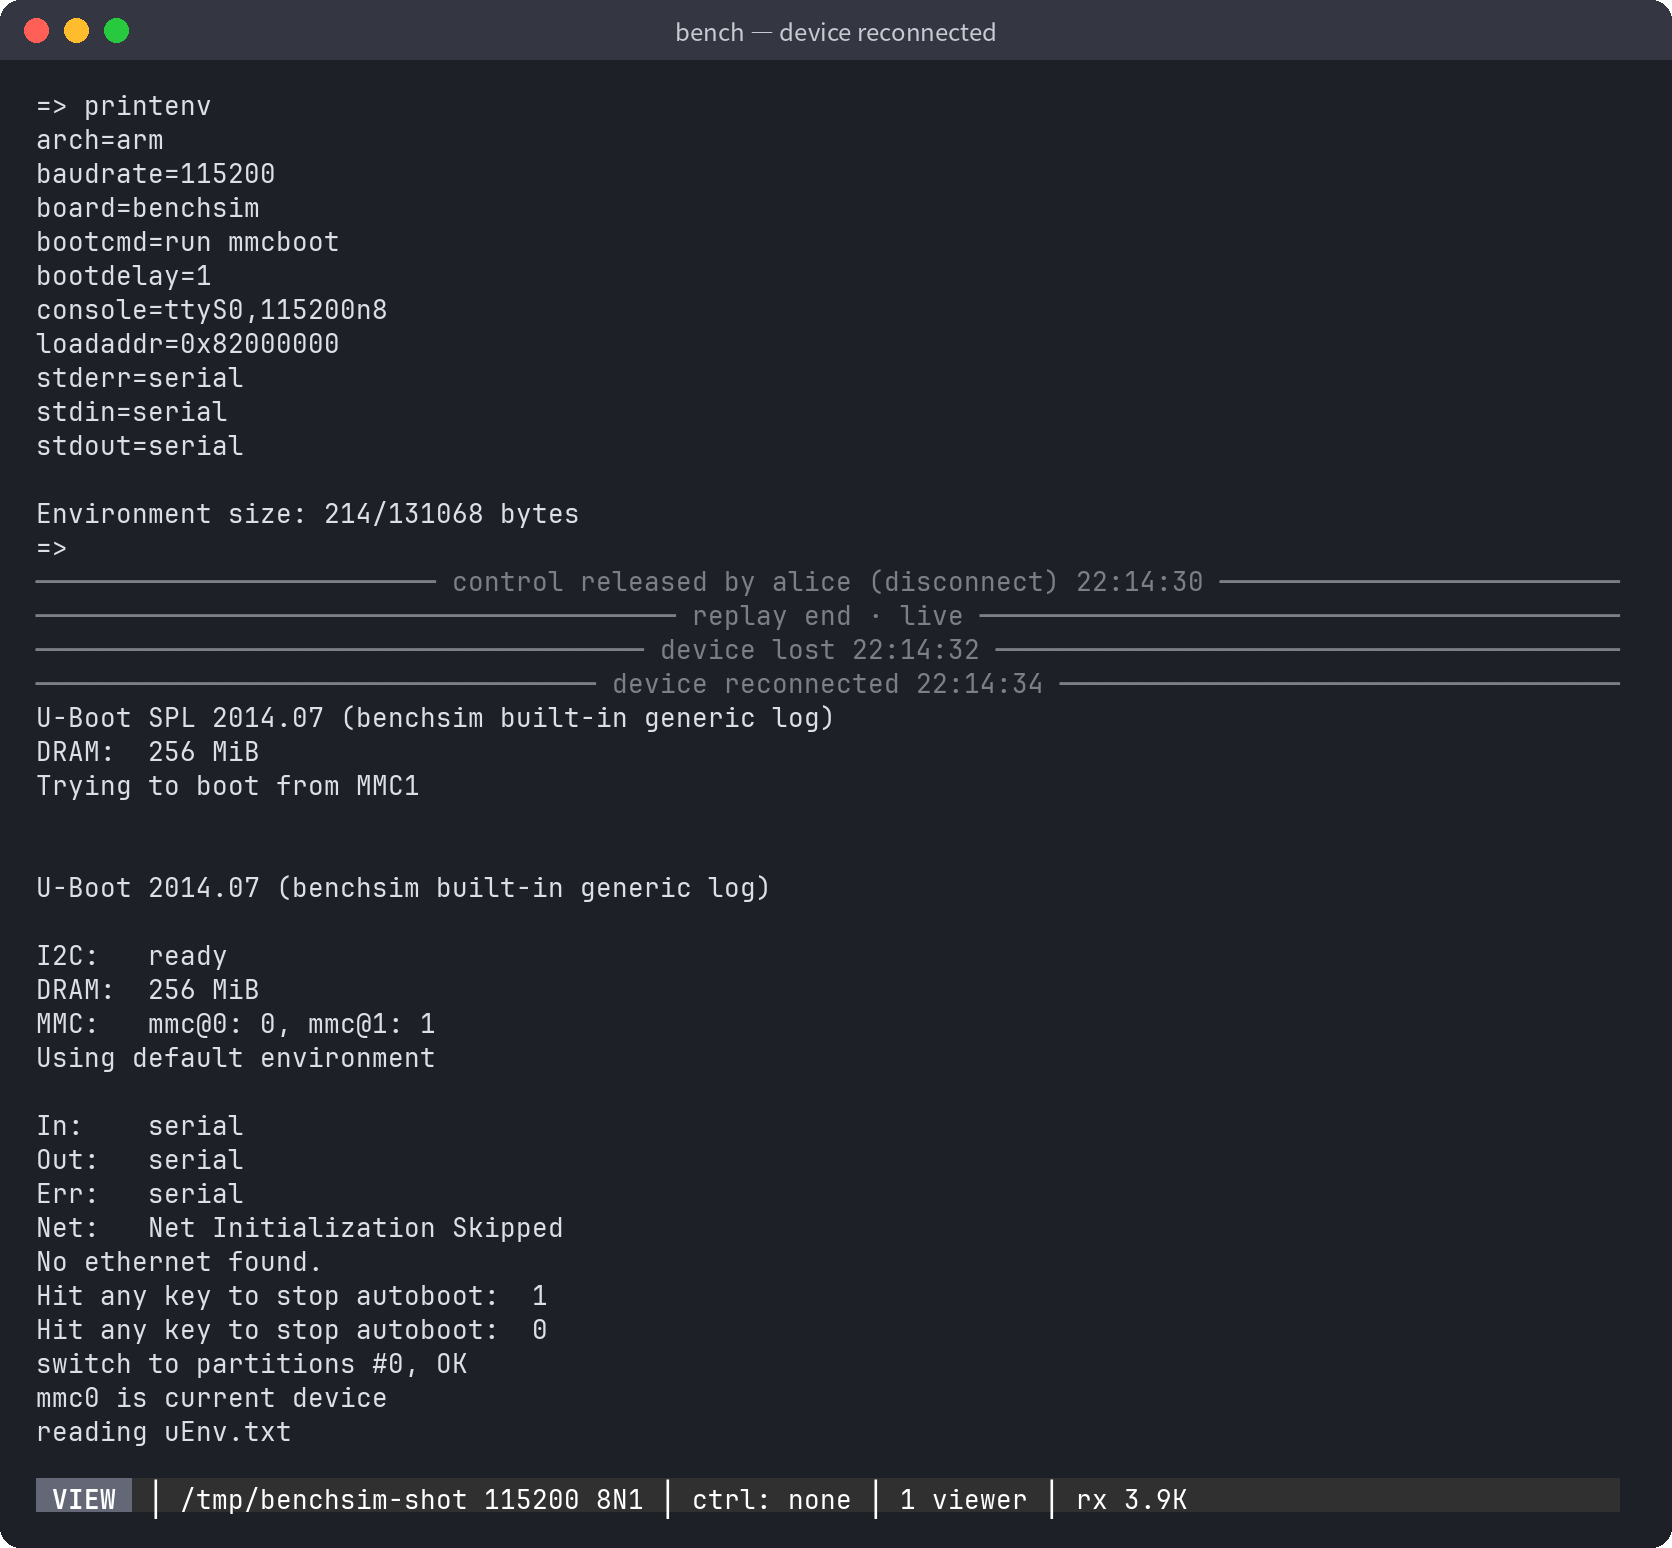 bench — device reconnected
=> printenv
arch=arm
baudrate=115200
board=benchsim
bootcmd=run mmcboot
bootdelay=1
console=ttyS0,115200n8
loadaddr=0x82000000
stderr=serial
stdin=serial
stdout=serial
Environment size: 214/131068 bytes
=>
control released by alice (disconnect) 22:14:30
replay end · live
device lost 22:14:32
device reconnected 22:14:34
U-Boot SPL 2014.07 (benchsim built-in generic log)
DRAM:  256 MiB
Trying to boot from MMC1
U-Boot 2014.07 (benchsim built-in generic log)
I2C:   ready
DRAM:  256 MiB
MMC:   mmc@0: 0, mmc@1: 1
Using default environment
In:    serial
Out:   serial
Err:   serial
Net:   Net Initialization Skipped
No ethernet found.
Hit any key to stop autoboot:  1
Hit any key to stop autoboot:  0
switch to partitions #0, OK
mmc0 is current device
reading uEnv.txt
VIEW │ /tmp/benchsim-shot 115200 8N1 │ ctrl: none │ 1 viewer │ rx 3.9K